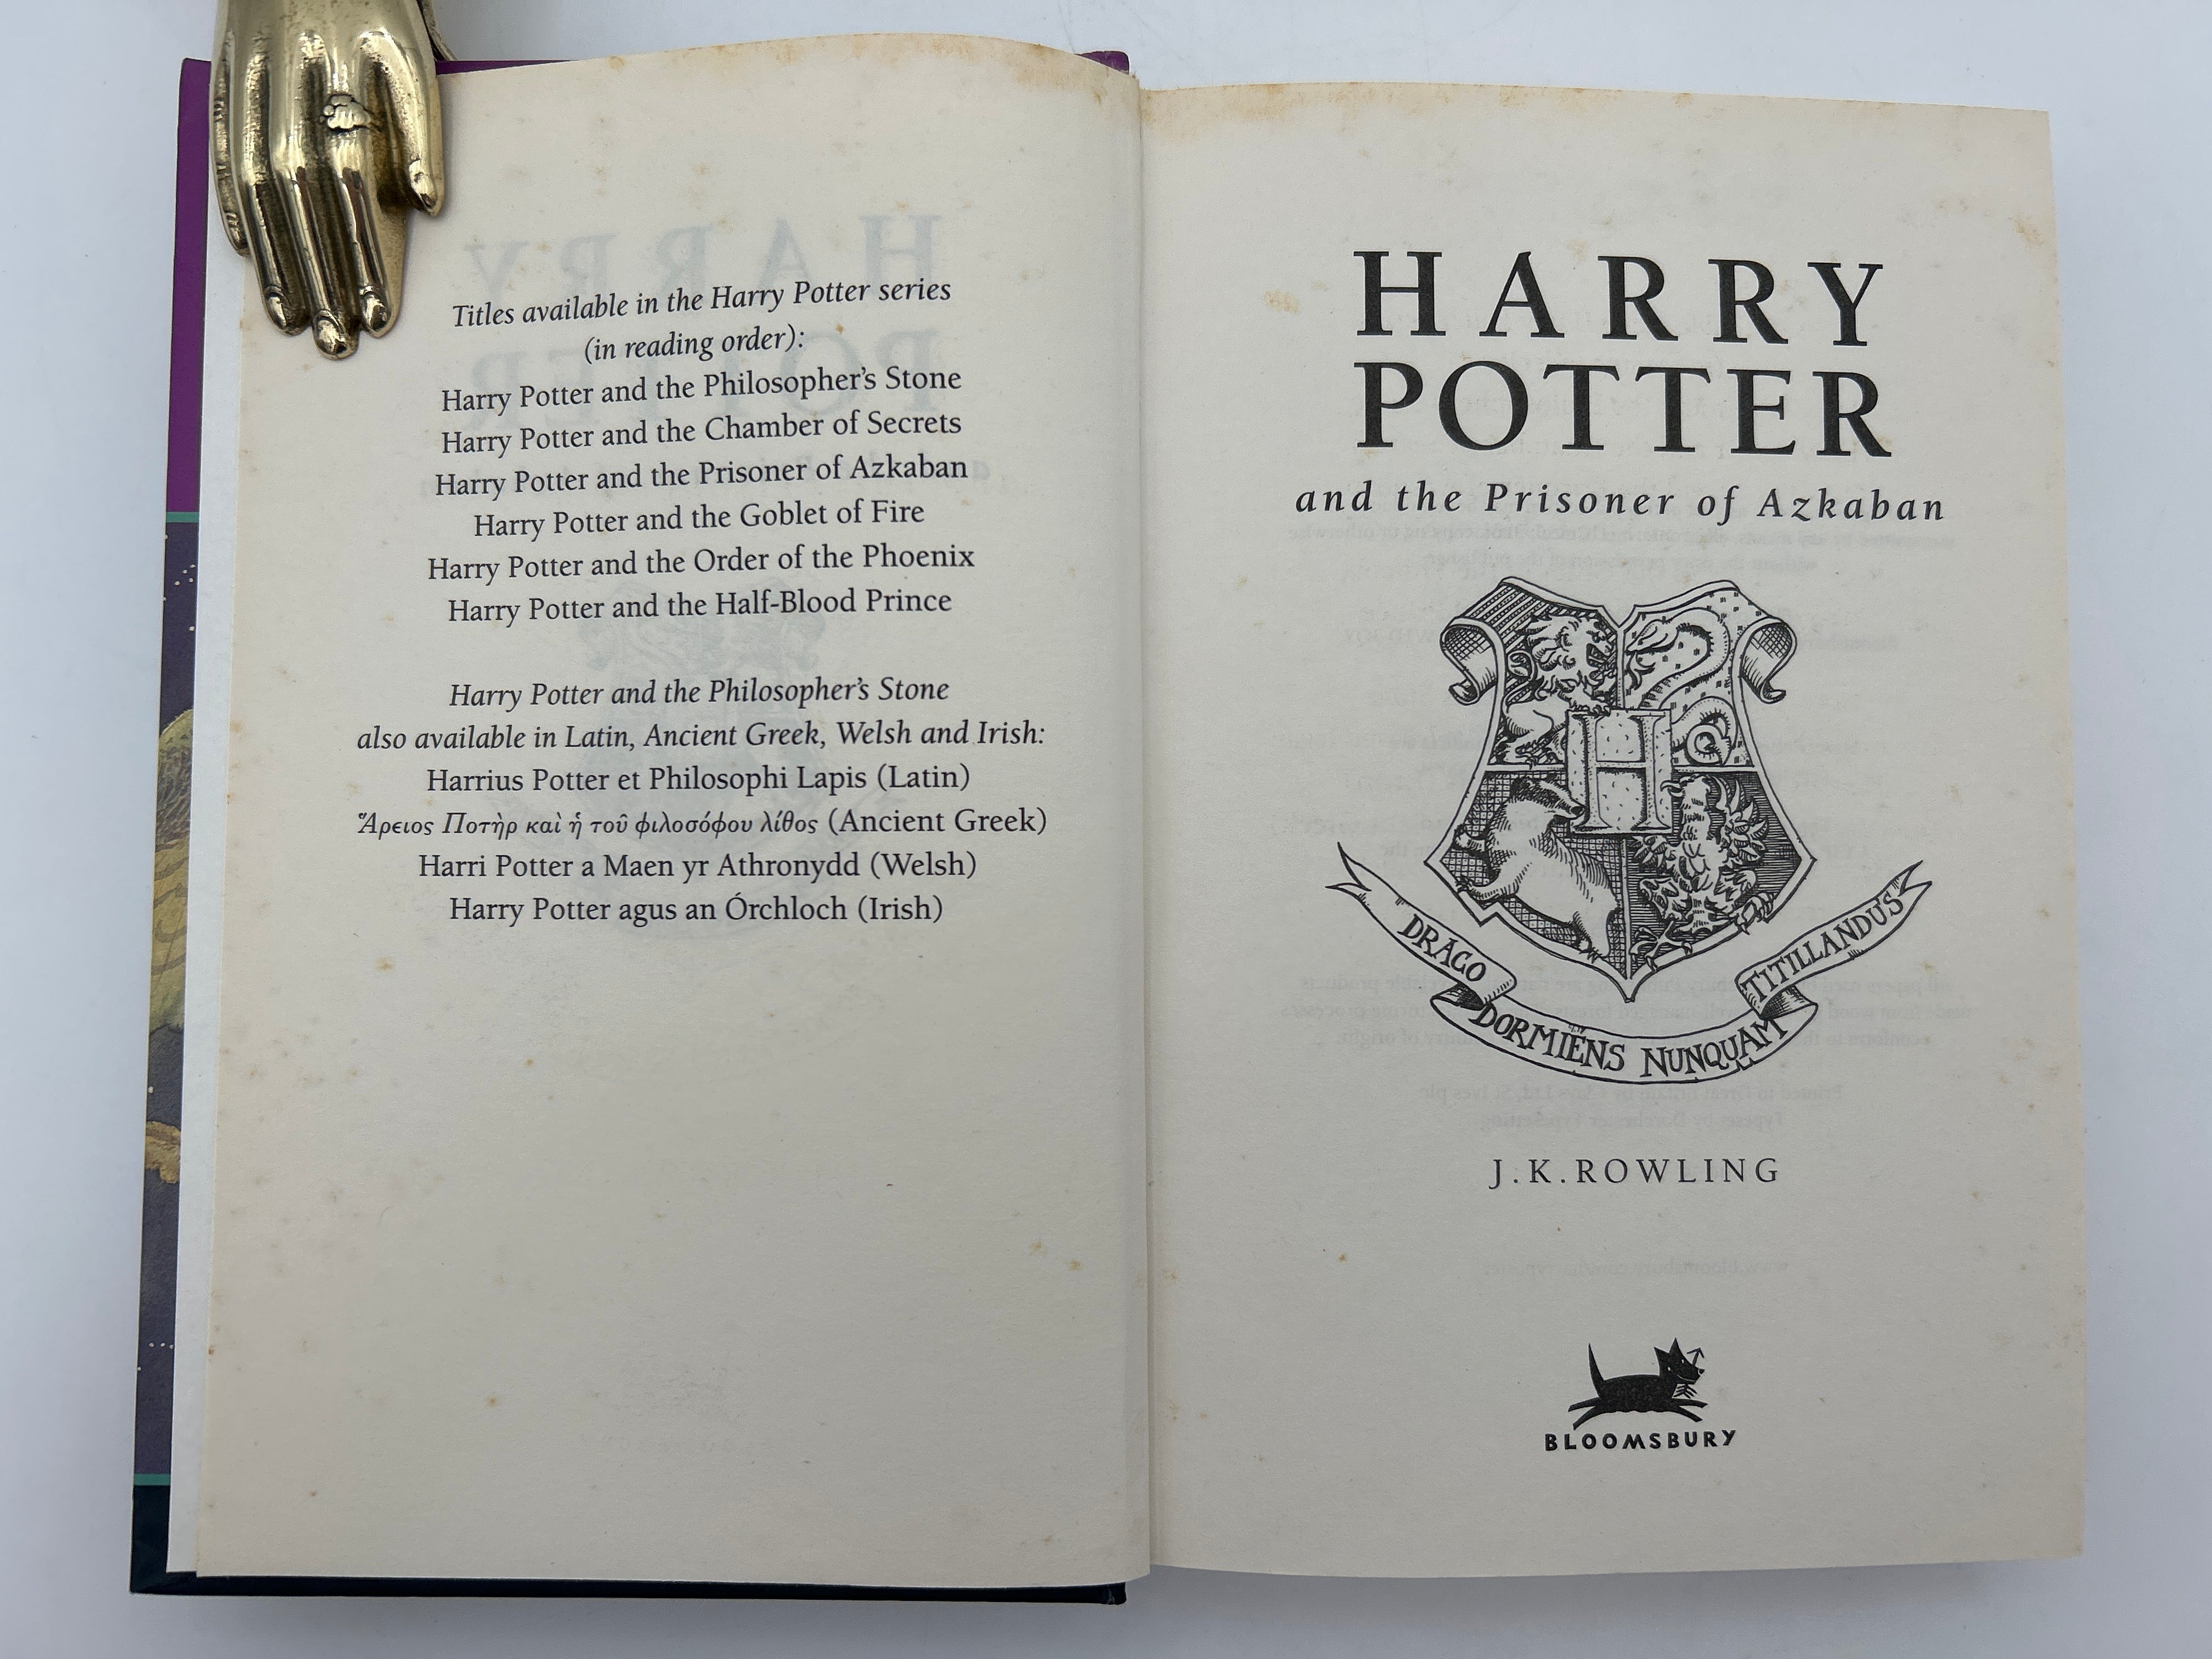 Titles available in the Harry Potter series
(in reading order):
Harry Potter and the Philosopher's Stone
Harry Potter and the Chamber of Secrets
Harry Potter and the Prisoner of Azkaban
Harry Potter and the Goblet of Fire
Harry Potter and the Order of the Phoenix
Harry Potter and the Half-Blood Prince
Harry Potter and the Philosopher's Stone
also available in Latin, Ancient Greek, Welsh and Irish:
Harrius Potter et Philosophi Lapis (Latin)
Ἅρειος Ποτὴρ καὶ ἡ τοῦ φιλοσόφου λίθος (Ancient Greek)
Harri Potter a Maen yr Athronydd (Welsh)
Harry Potter agus an Órchloch (Irish)
HARRY
POTTER
and the Prisoner of Azkaban
H
DRACO
DORMIENS NUNQUAM
TITILLANDUS
J.K.ROWLING
BLOOMSBURY